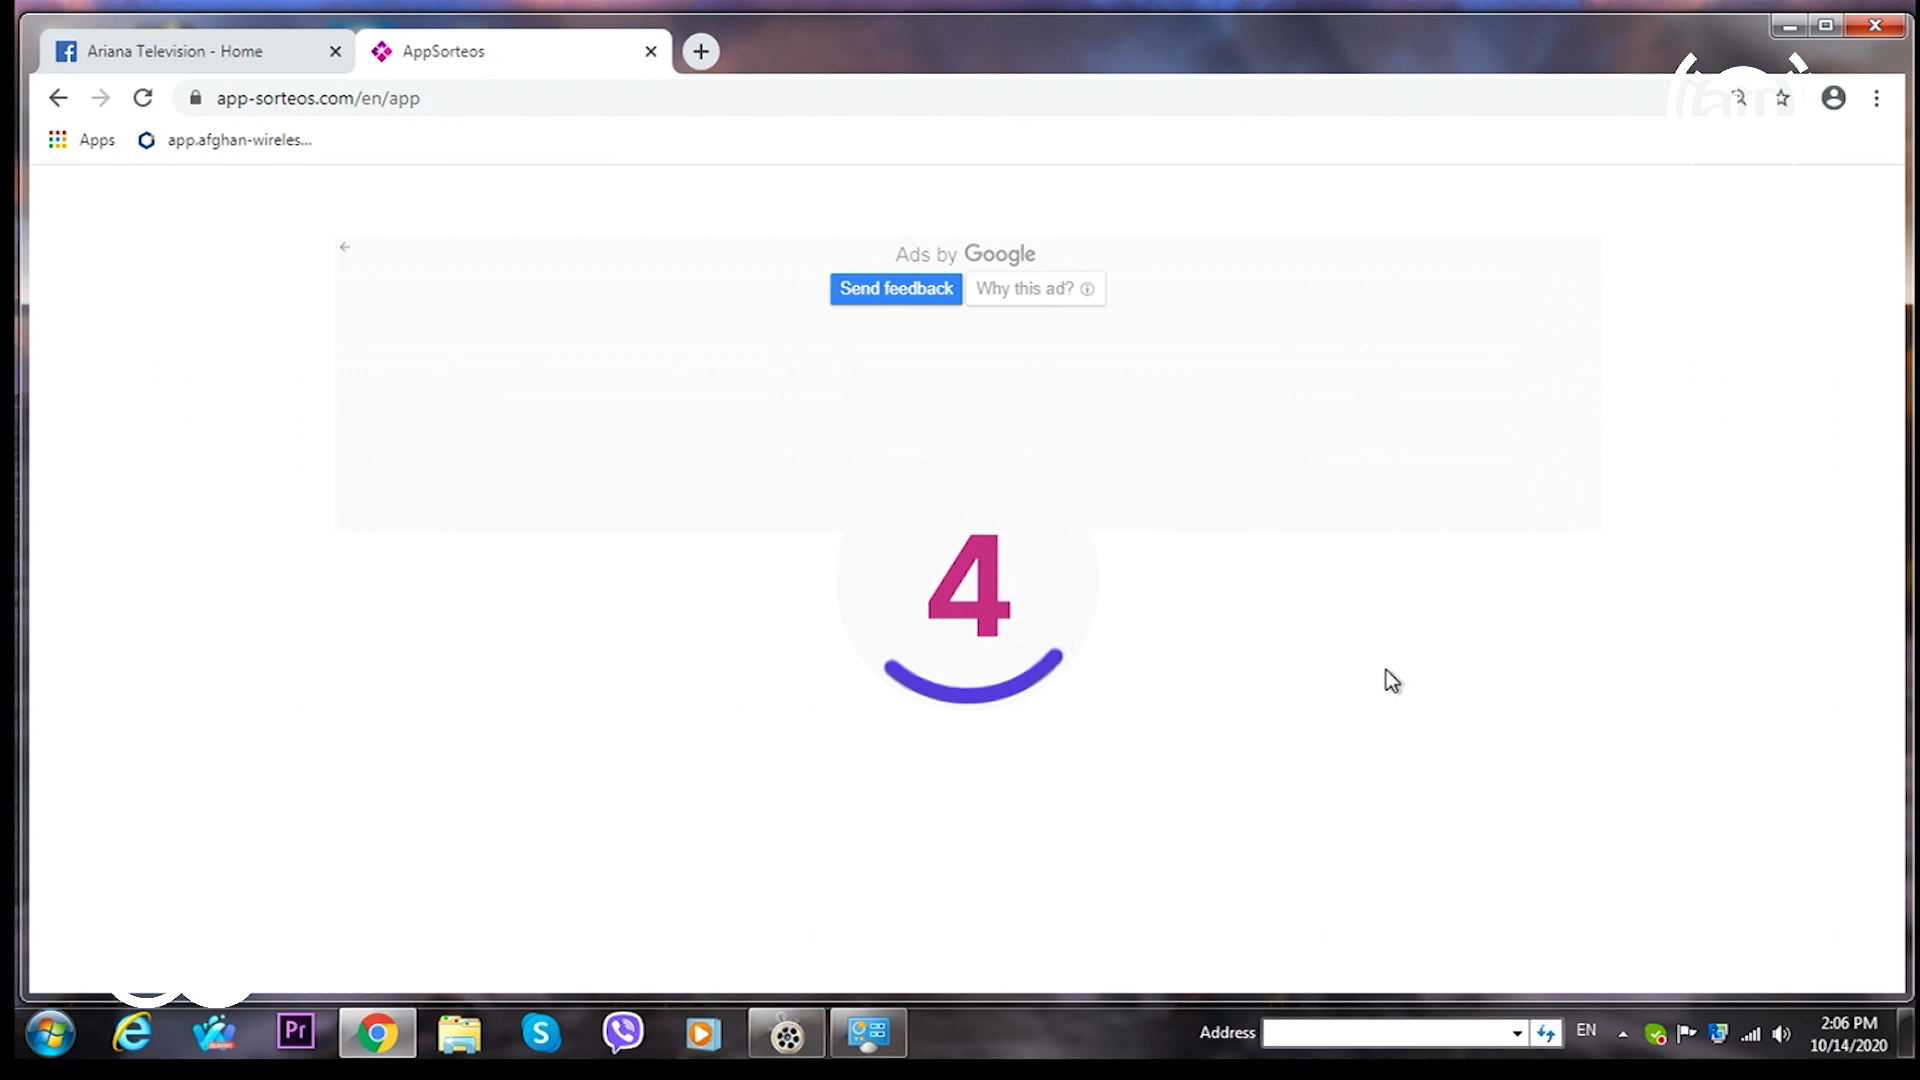 Ariana Television - Home
AppSorteos
app-sorteos.com/en/app
Apps
app.afghan-wireles...
Ads by Google
Send feedback
Why this ad?
4
Pr
Address
EN
2:06 PM
10/14/2020